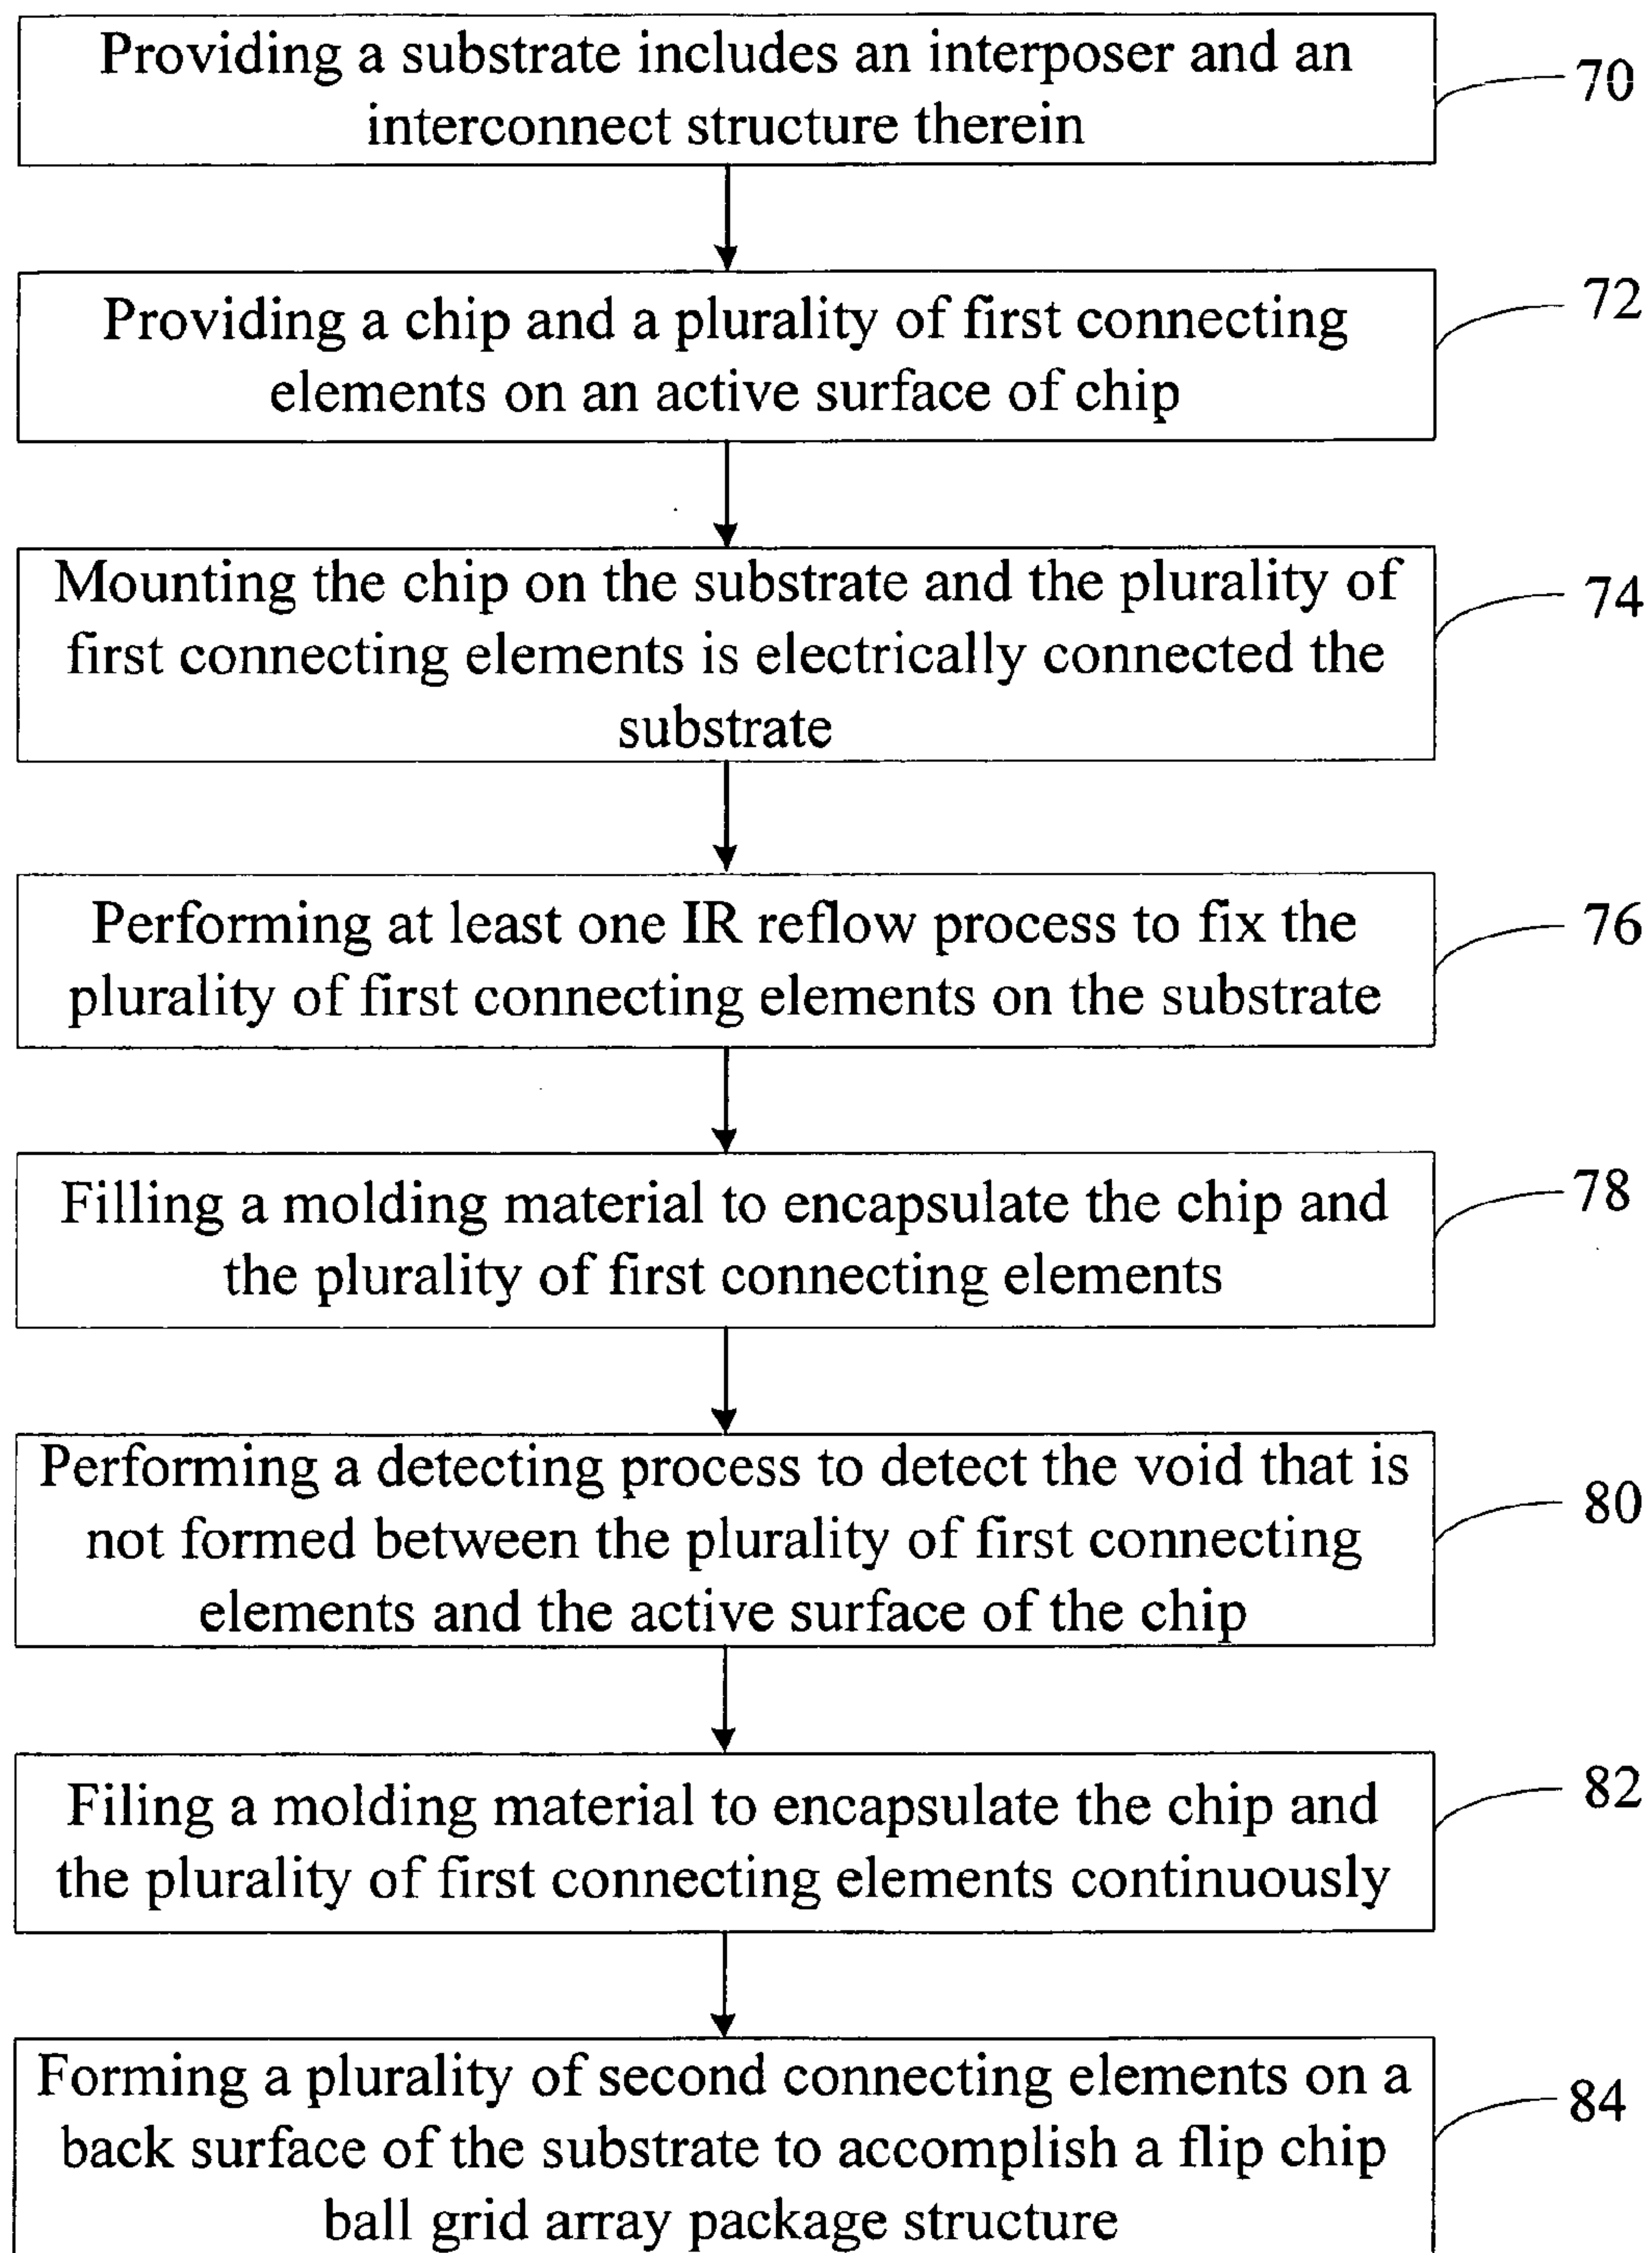 Providing a substrate includes an interposer and an
interconnect structure therein
70
Providing a chip and a plurality of first connecting
elements on an active surface of chip
72
Mounting the chip on the substrate and the plurality of
first connecting elements is electrically connected the
substrate
74
Performing at least one IR reflow process to fix the
plurality of first connecting elements on the substrate
76
Filling a molding material to encapsulate the chip and
the plurality of first connecting elements
78
Performing a detecting process to detect the void that is
not formed between the plurality of first connecting
elements and the active surface of the chip
80
Filing a molding material to encapsulate the chip and
the plurality of first connecting elements continuously
82
Forming a plurality of second connecting elements on a
back surface of the substrate to accomplish a flip chip
ball grid array package structure
84